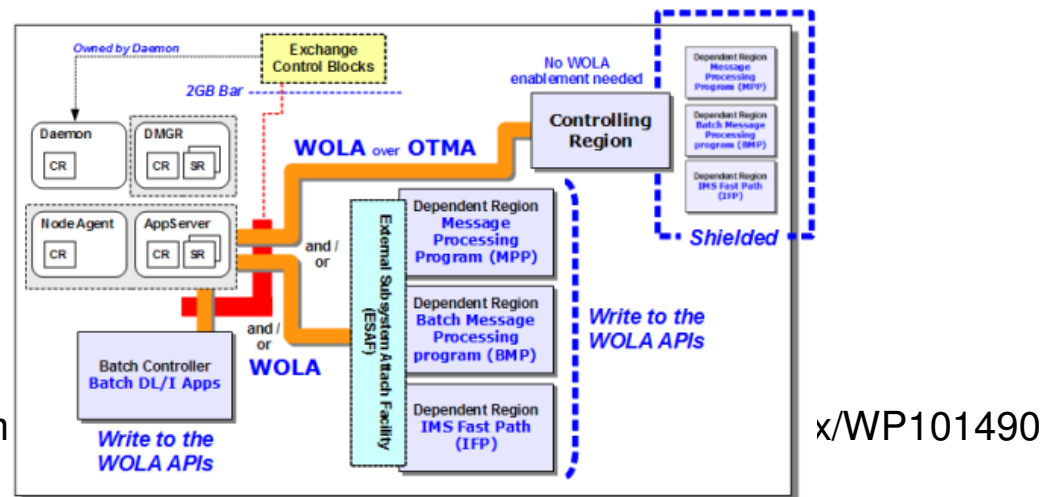 Owned by Daemon
Exchange
Control Blocks
2GB Bar
No WOLA
enablement needed
Controlling
Region
Dependent Region
Message
Processing
Program (MPP)
Dependent Region
Batch Message
Processing
program (BMP)
Dependent Region
IMS Fast Path
(IFP)
Shielded
Daemon
CR
DMGR
CR
SR
WOLA over OTMA
Node Agent
CR
AppServer
CR
SR
and /
or
and /
or
WOLA
External Subsystem Attach Facility
(ESAF)
Dependent Region
Message
Processing
Program (MPP)
Dependent Region
Batch Message
Processing
program (BMP)
Dependent Region
IMS Fast Path
(IFP)
Write to the
WOLA APIs
Batch Controller
Batch DL/I Apps
Write to the
WOLA APIs
x/WP101490